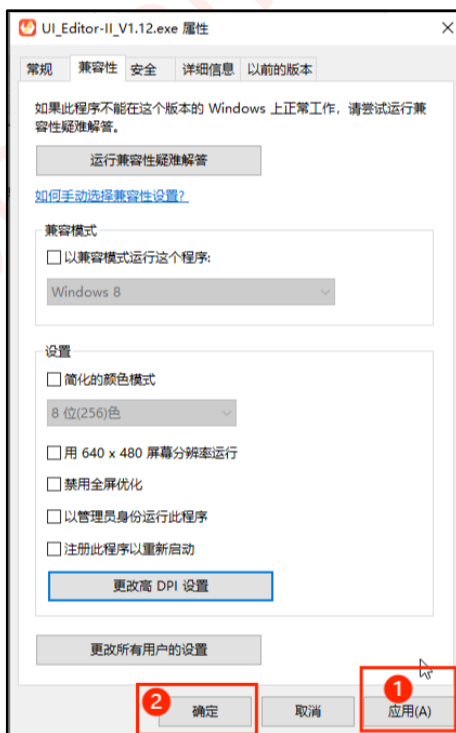 UI_Editor-II_V1.12.exe 属性
常规 兼容性 安全 详细信息 以前的版本
如果此程序不能在这个版本的 Windows 上正常工作，请尝试运行兼
容性疑难解答。
运行兼容性疑难解答
如何手动选择兼容性设置?
兼容模式
以兼容模式运行这个程序:
Windows 8
设置
简化的颜色模式
8 位(256)色
用 640 x 480 屏幕分辨率运行
禁用全屏优化
以管理员身份运行此程序
注册此程序以重新启动
更改高 DPI 设置
更改所有用户的设置
2 1
确定 取消 应用(A)